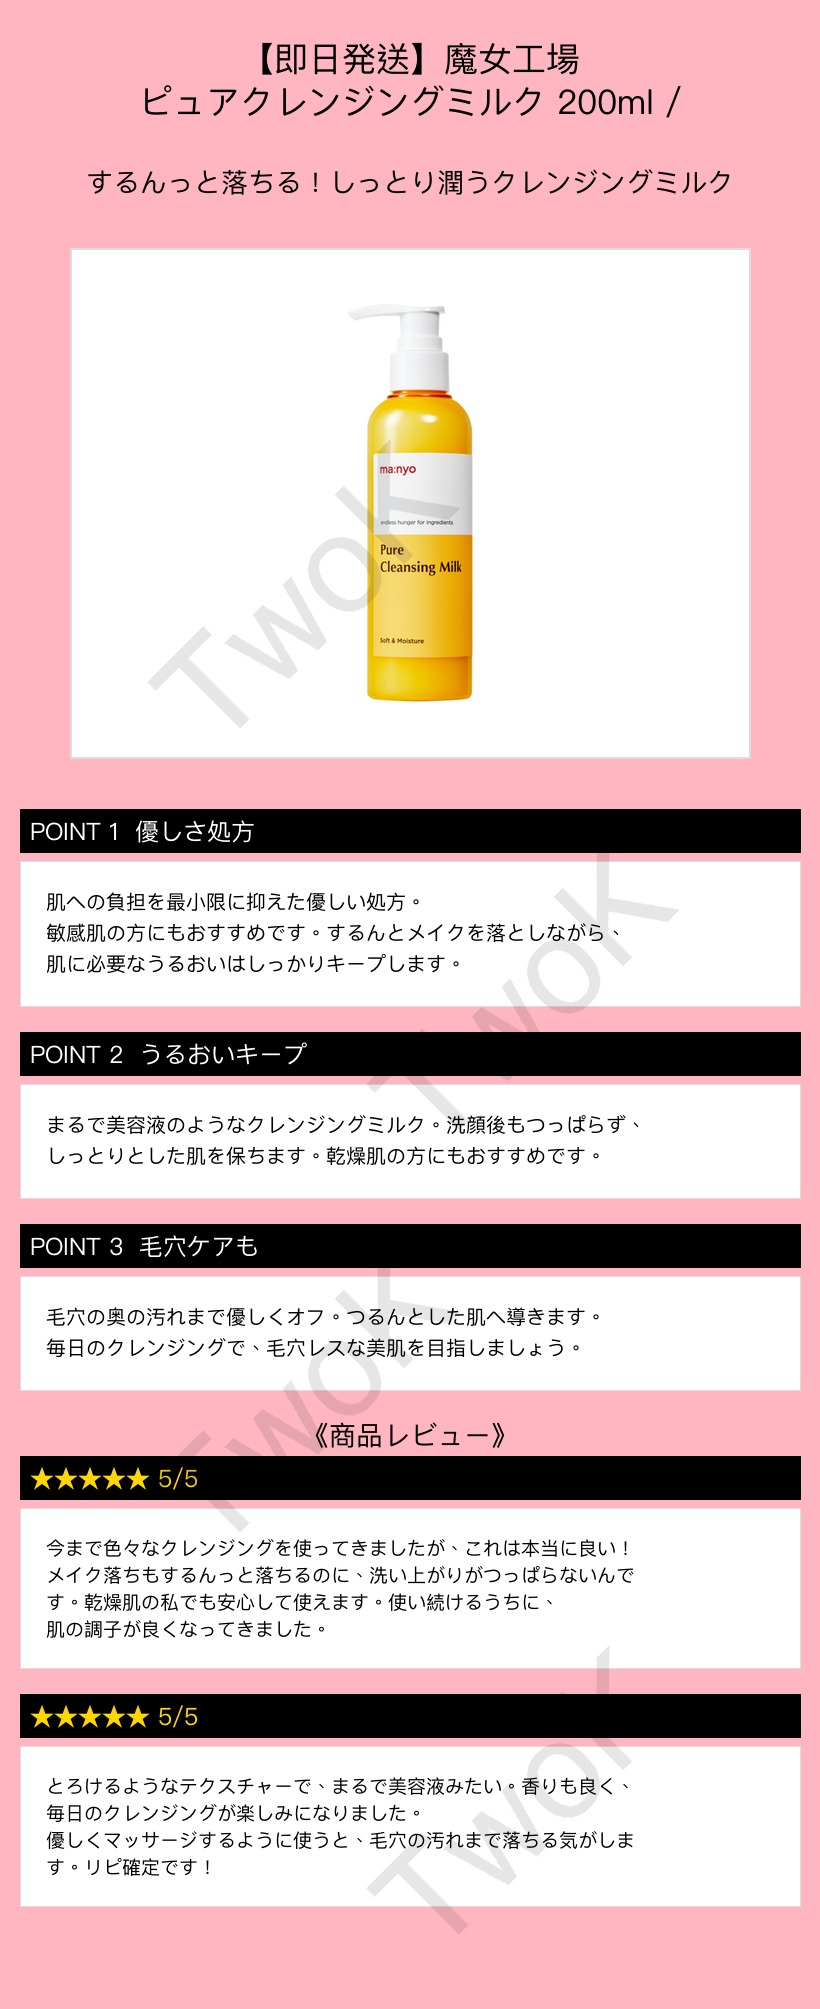 【即日発送】魔女工場
ピュアクレンジングミルク 200ml /
するんっと落ちる！しっとり潤うクレンジングミルク
ma:nyo
endless hunger for ingredients
Pure
Cleansing Milk
Soft & Moisture
TwoK
POINT 1 優しさ処方
肌への負担を最小限に抑えた優しい処方。
敏感肌の方にもおすすめです。するんとメイクを落としながら、
肌に必要なうるおいはしっかりキープします。
TwoK
POINT 2 うるおいキープ
まるで美容液のようなクレンジングミルク。洗顔後もつっぱらず、
しっとりとした肌を保ちます。乾燥肌の方にもおすすめです。
POINT 3 毛穴ケアも
毛穴の奥の汚れまで優しくオフ。つるんとした肌へ導きます。
毎日のクレンジングで、毛穴レスな美肌を目指しましょう。
TwoK
《商品レビュー》
★★★★★ 5/5
今まで色々なクレンジングを使ってきましたが、これは本当に良い！
メイク落ちもするんっと落ちるのに、洗い上がりがつっぱらないんで
す。乾燥肌の私でも安心して使えます。使い続けるうちに、
肌の調子が良くなってきました。
★★★★★ 5/5
とろけるようなテクスチャーで、まるで美容液みたい。香りも良く、
毎日のクレンジングが楽しみになりました。
優しくマッサージするように使うと、毛穴の汚れまで落ちる気がしま
す。リピ確定です！
TwoK